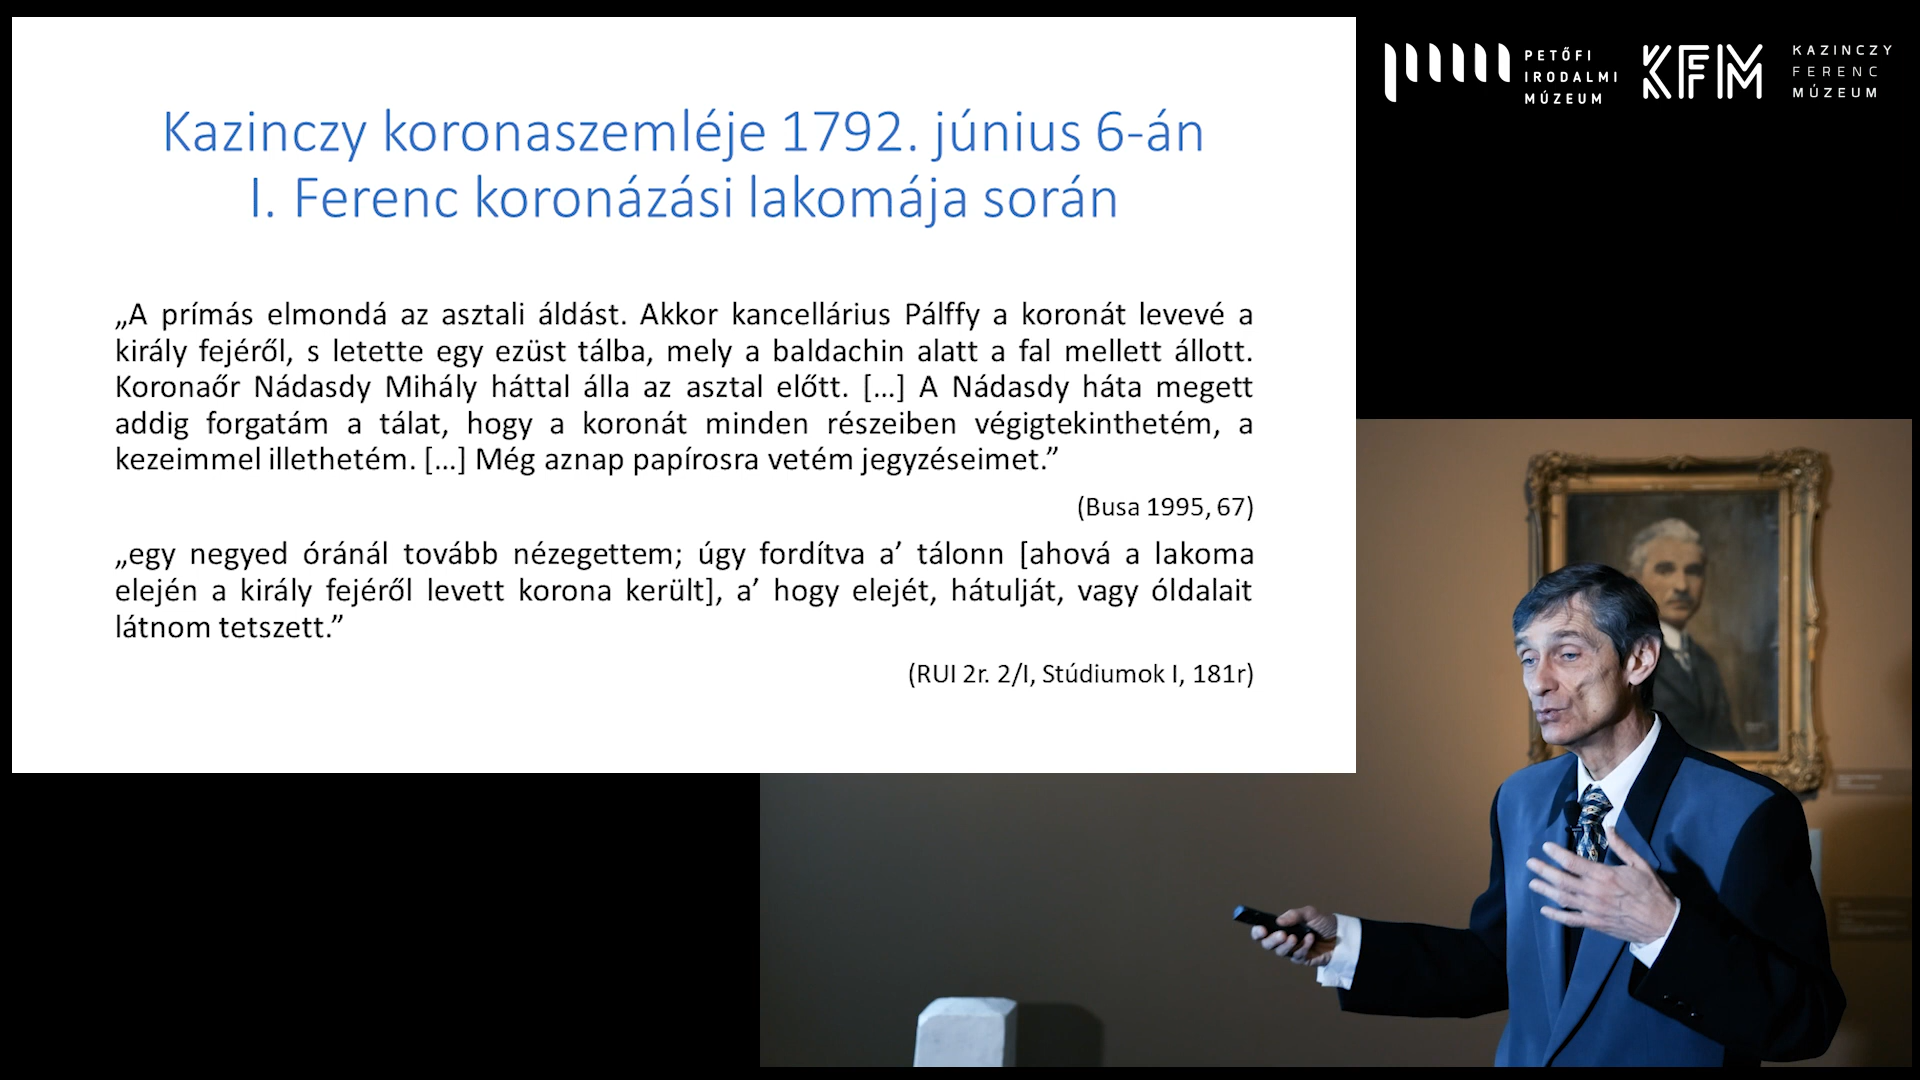 Kazinczy koronaszemléje 1792. június 6-án
I. Ferenc koronázási lakomája során
„A prímás elmondá az asztali áldást. Akkor kancellárius Pálffy a koronát levevé a
király fejéről, s letette egy ezüst tálba, mely a baldachin alatt a fal mellett állott.
Koronaőr Nádasdy Mihály háttal álla az asztal előtt. […] A Nádasdy háta megett
addig forgatám a tálat, hogy a koronát minden részeiben végigtekinthetém, a
kezeimmel illethetém. […] Még aznap papírosra vetém jegyzéseimet.”
(Busa 1995, 67)
„egy negyed óránál tovább nézegettem; úgy fordítva a’ tálonn [ahová a lakoma
elején a király fejéről levett korona került], a’ hogy elejét, hátulját, vagy óldalait
látnom tetszett.”
(RUI 2r. 2/I, Stúdiumok I, 181r)
PETŐFI
IRODALMI
MÚZEUM
KFM
KAZINCZY
FERENC
MÚZEUM